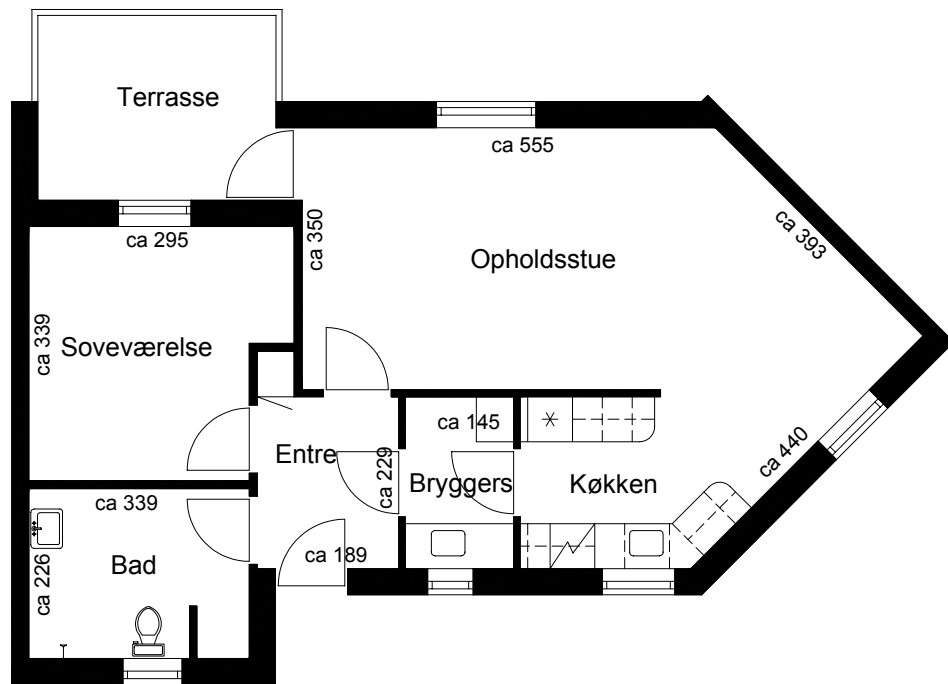 Terrasse
ca 555
ca 295
ca 350
ca 393
Opholdsstue
ca 339
Soveværelse
ca 145
Entre
ca 229
Bryggers
Køkken
ca 440
ca 339
ca 189
Bad
ca 226